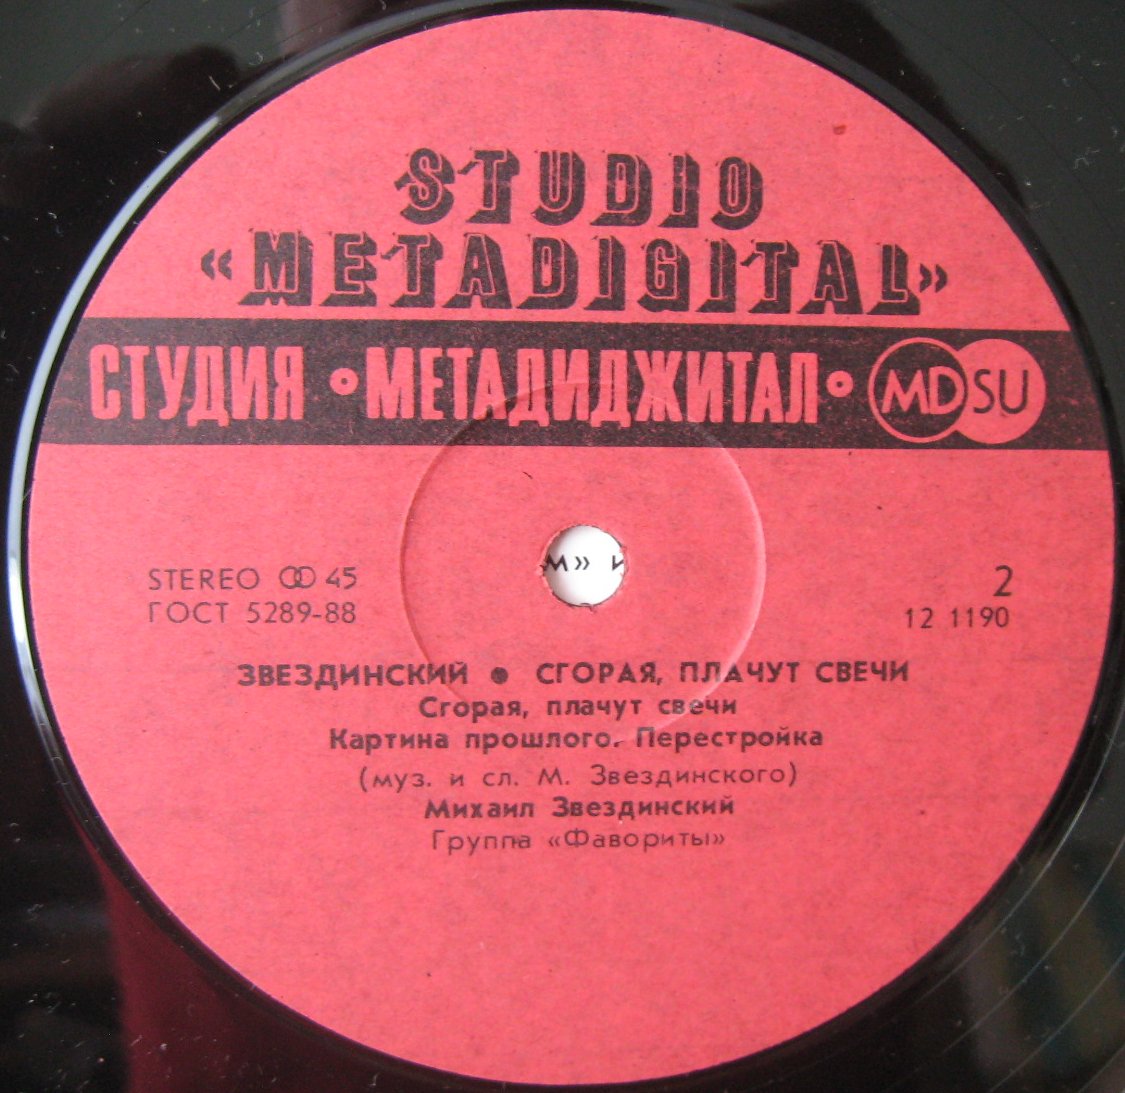 STUDIO
«METADIGITAL»
СТУДИЯ •МЕТАДИДЖИТАЛ• MD SU
STEREO ꝏ 45
ГОСТ 5289-88
м» и
2
12 1190
ЗВЕЗДИНСКИЙ ● СГОРАЯ, ПЛАЧУТ СВЕЧИ
Сгорая, плачут свечи
Картина прошлого. Перестройка
(муз. и сл. М. Звездинского)
Михаил Звездинский
Группа «Фавориты»